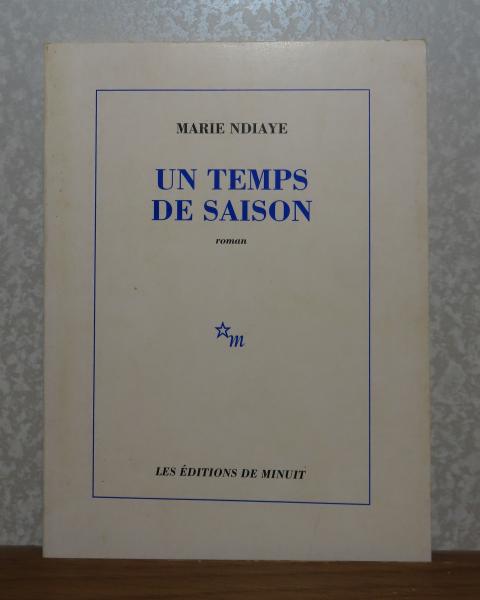 MARIE NDIAYE
UN TEMPS
DE SAISON
roman
m
LES ÉDITIONS DE MINUIT